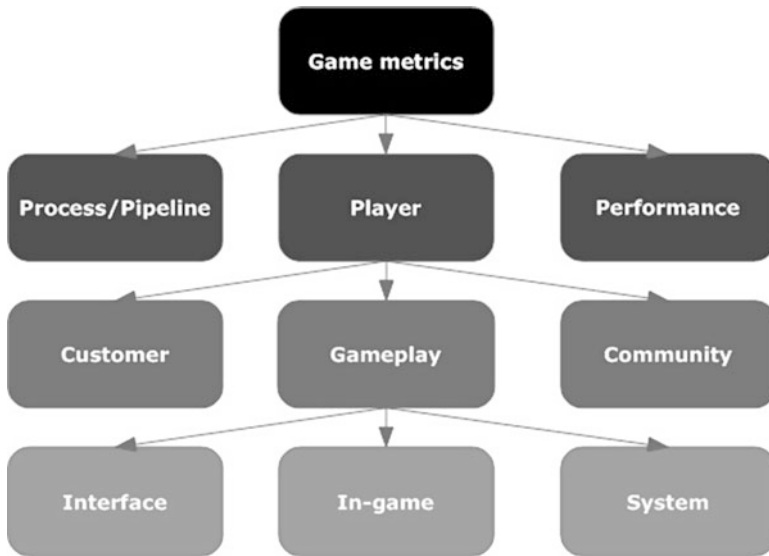 Game metrics
Process/Pipeline
Player
Performance
Customer
Gameplay
Community
Interface
In-game
System